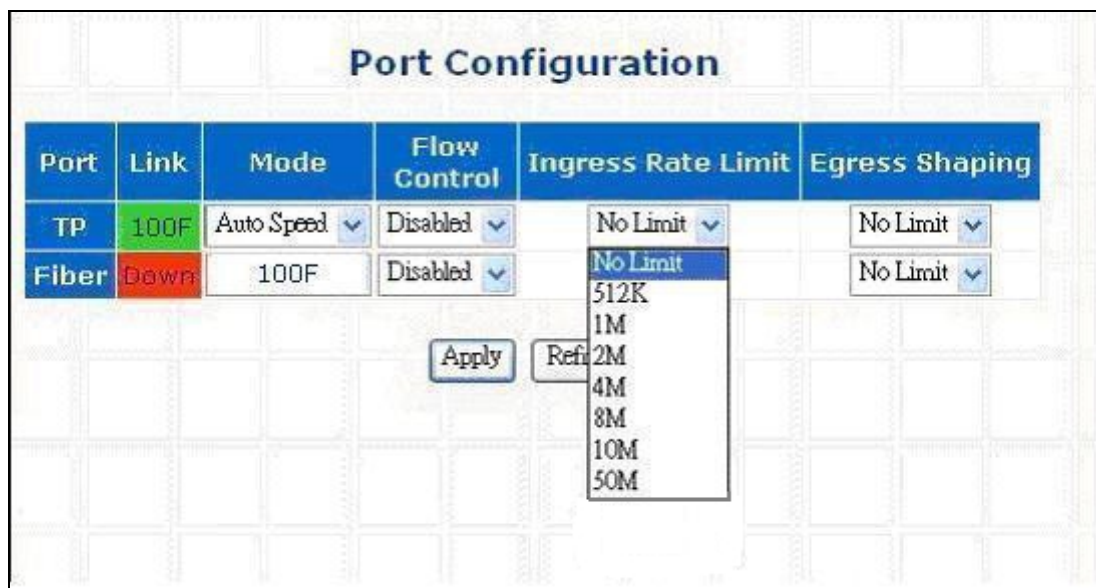 Port Configuration
Port Link Mode Flow Control Ingress Rate Limit Egress Shaping
TP 100F Auto Speed Disabled No Limit No Limit
Fiber Down 100F Disabled No Limit No Limit
512K
1M
Apply 2M
4M
8M
10M
50M